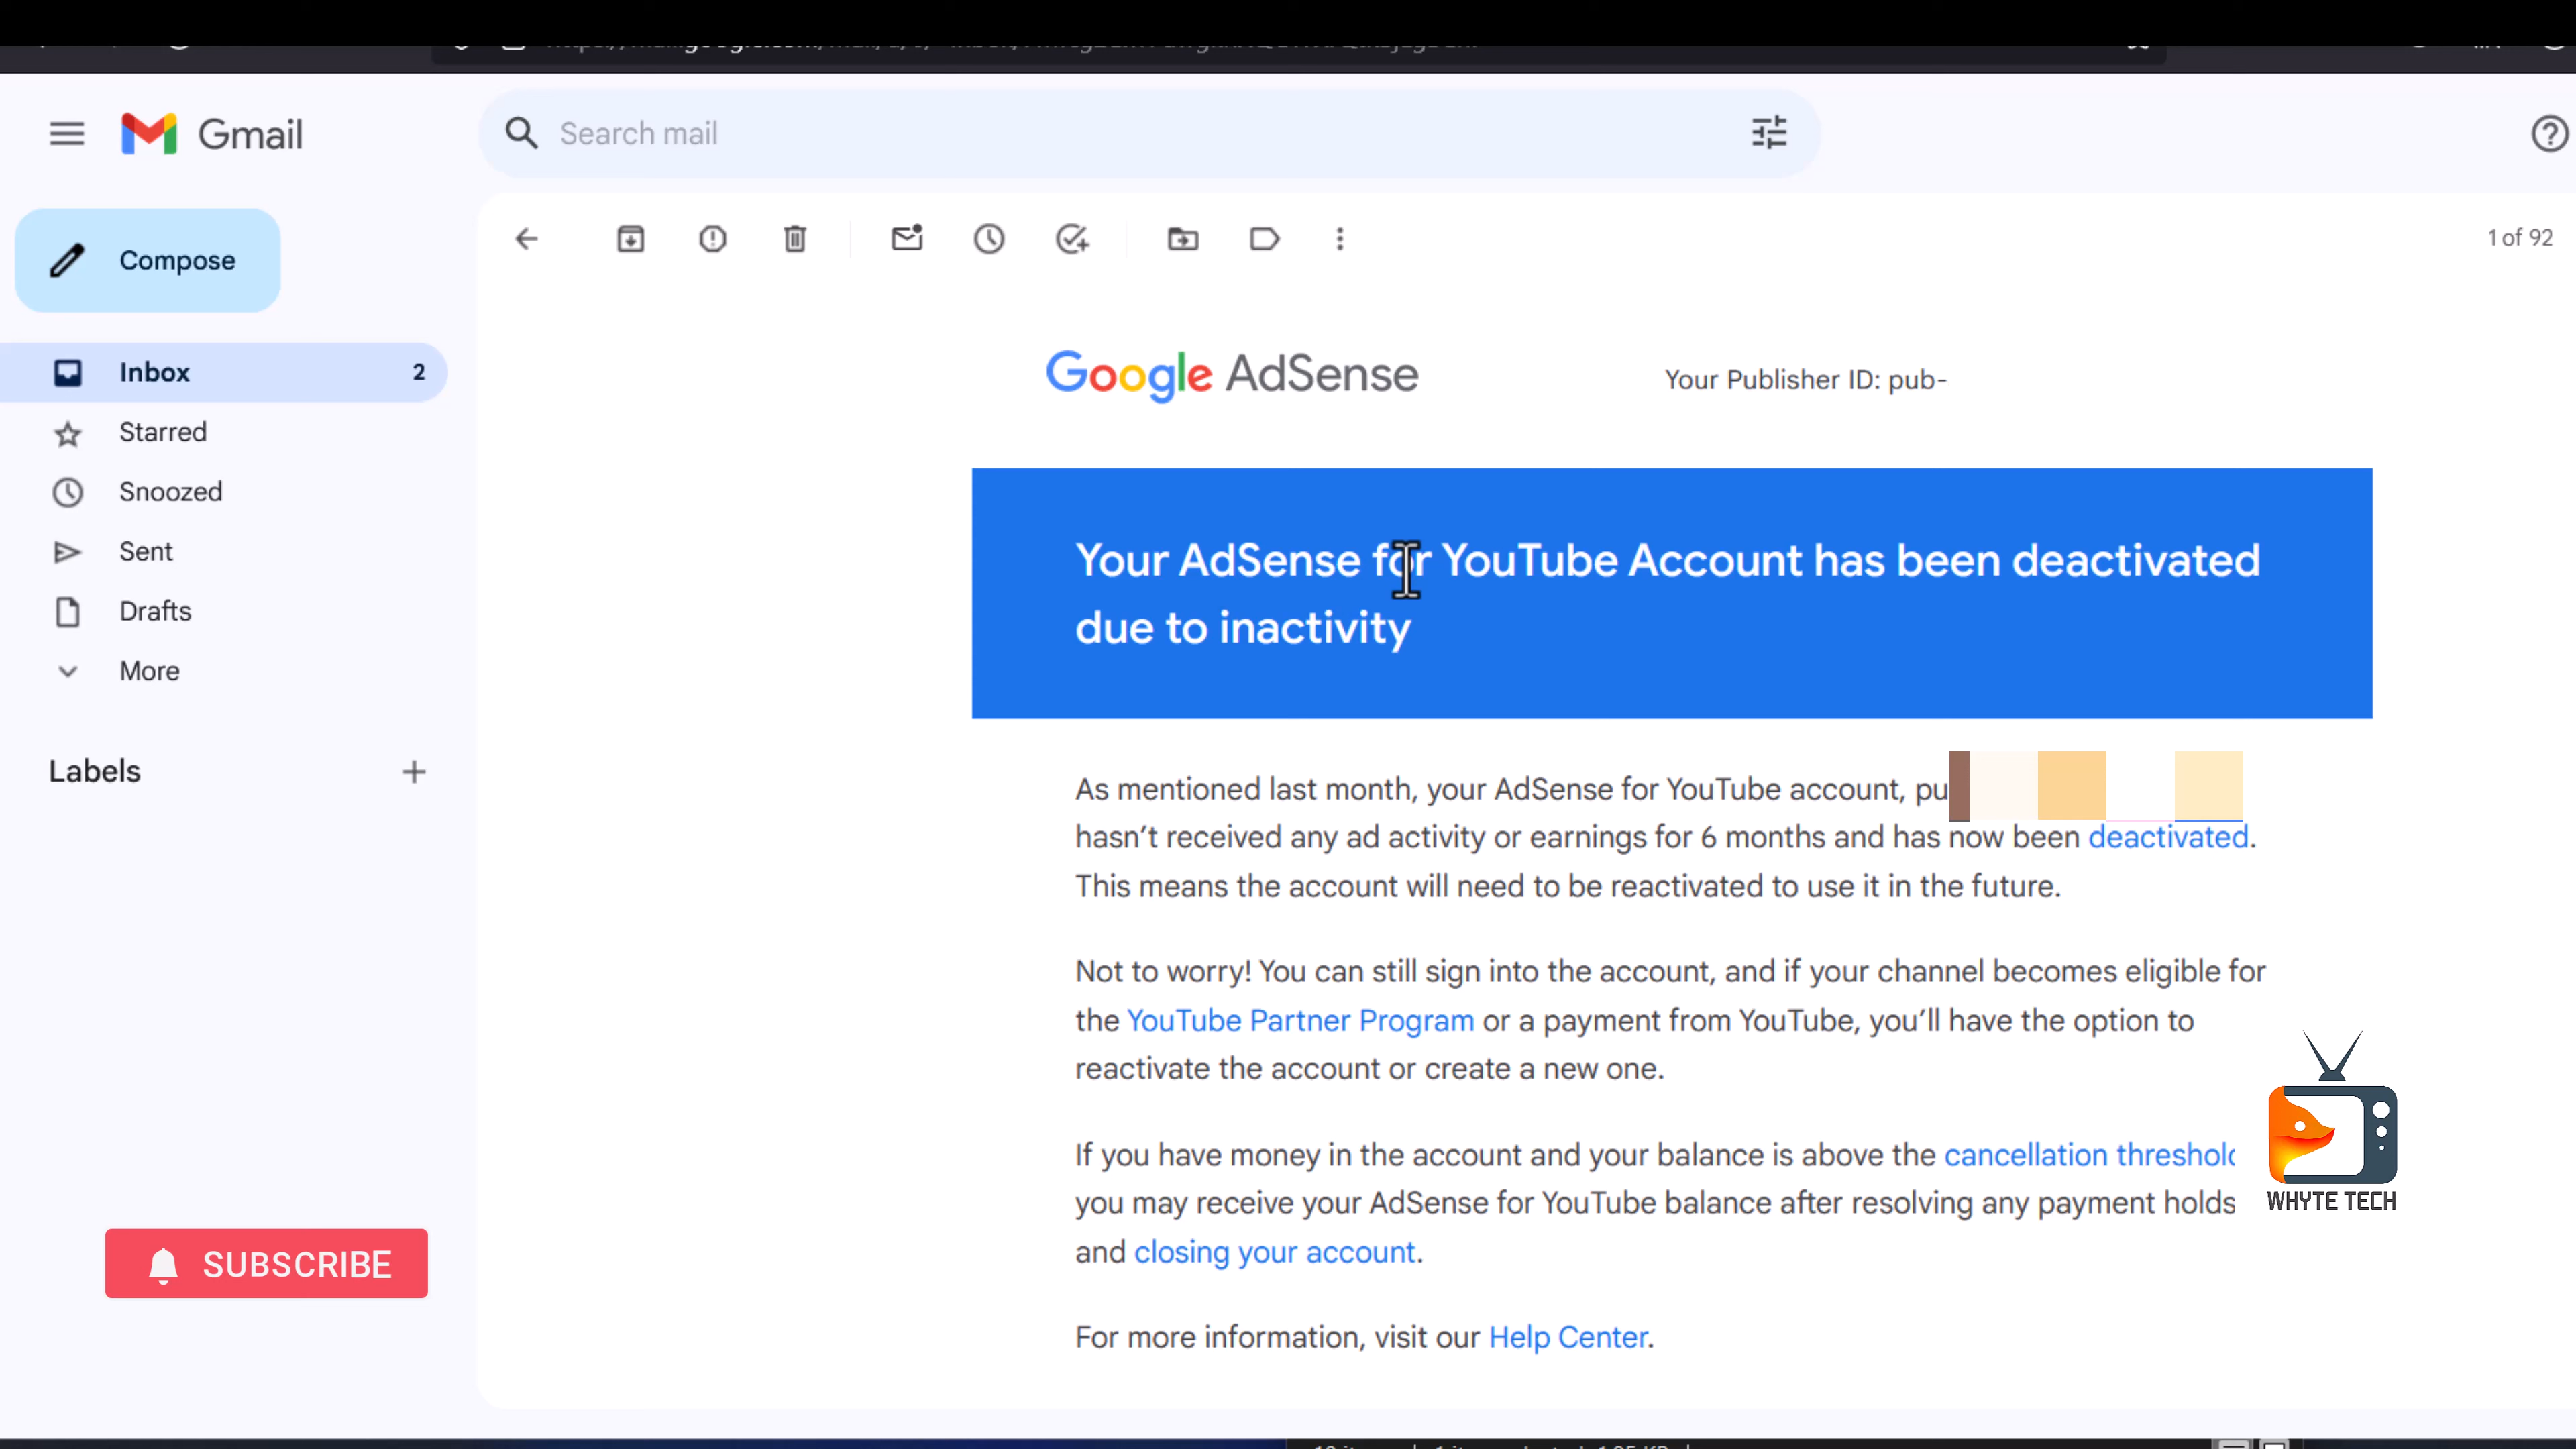 Gmail
Search mail
Compose
1 of 92
Inbox 2
Starred
Snoozed
Sent
Drafts
More
Labels
Google AdSense
Your Publisher ID: pub-
Your AdSense for YouTube Account has been deactivated
due to inactivity
As mentioned last month, your AdSense for YouTube account, pu
hasn't received any ad activity or earnings for 6 months and has now been deactivated.
This means the account will need to be reactivated to use it in the future.
Not to worry! You can still sign into the account, and if your channel becomes eligible for
the YouTube Partner Program or a payment from YouTube, you'll have the option to
reactivate the account or create a new one.
If you have money in the account and your balance is above the cancellation threshold
you may receive your AdSense for YouTube balance after resolving any payment holds
and closing your account.
For more information, visit our Help Center.
WHYTE TECH
SUBSCRIBE